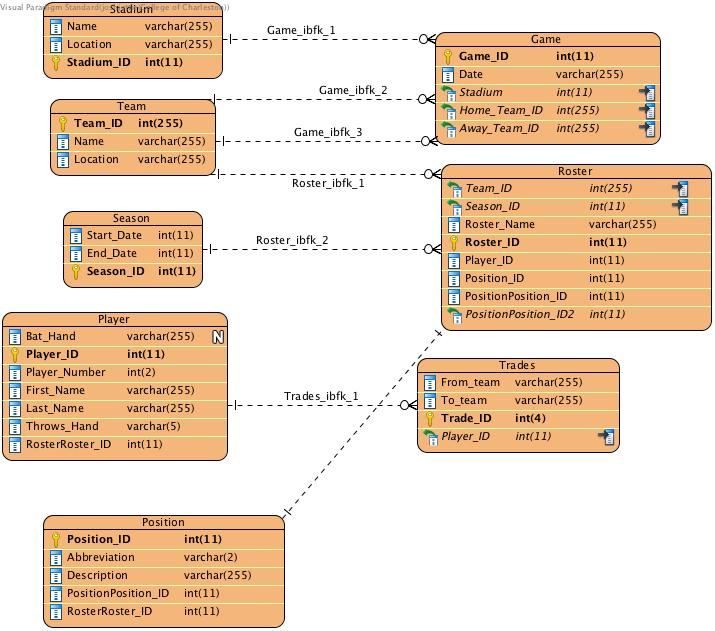 Visual Paradigm Standard(jo College of Charleston))
Stadium
Name varchar(255)
Location varchar(255)
Stadium_ID int(11)
Game_ibfk_1
Game
Game_ID int(11)
Date varchar(255)
Stadium int(11)
Home_Team_ID int(255)
Away_Team_ID int(255)
Game_ibfk_2
Team
Team_ID int(255)
Name varchar(255)
Location varchar(255)
Game_ibfk_3
Roster_ibfk_1
Roster
Team_ID int(255)
Season_ID int(11)
Roster_Name varchar(255)
Roster_ID int(11)
Player_ID int(11)
Position_ID int(11)
PositionPosition_ID int(11)
PositionPosition_ID2 int(11)
Season
Start_Date int(11)
End_Date int(11)
Season_ID int(11)
Roster_ibfk_2
Player
Bat_Hand varchar(255) N
Player_ID int(11)
Player_Number int(2)
First_Name varchar(255)
Last_Name varchar(255)
Throws_Hand varchar(5)
RosterRoster_ID int(11)
Trades_ibfk_1
Trades
From_team varchar(255)
To_team varchar(255)
Trade_ID int(4)
Player_ID int(11)
Position
Position_ID int(11)
Abbreviation varchar(2)
Description varchar(255)
PositionPosition_ID int(11)
RosterRoster_ID int(11)